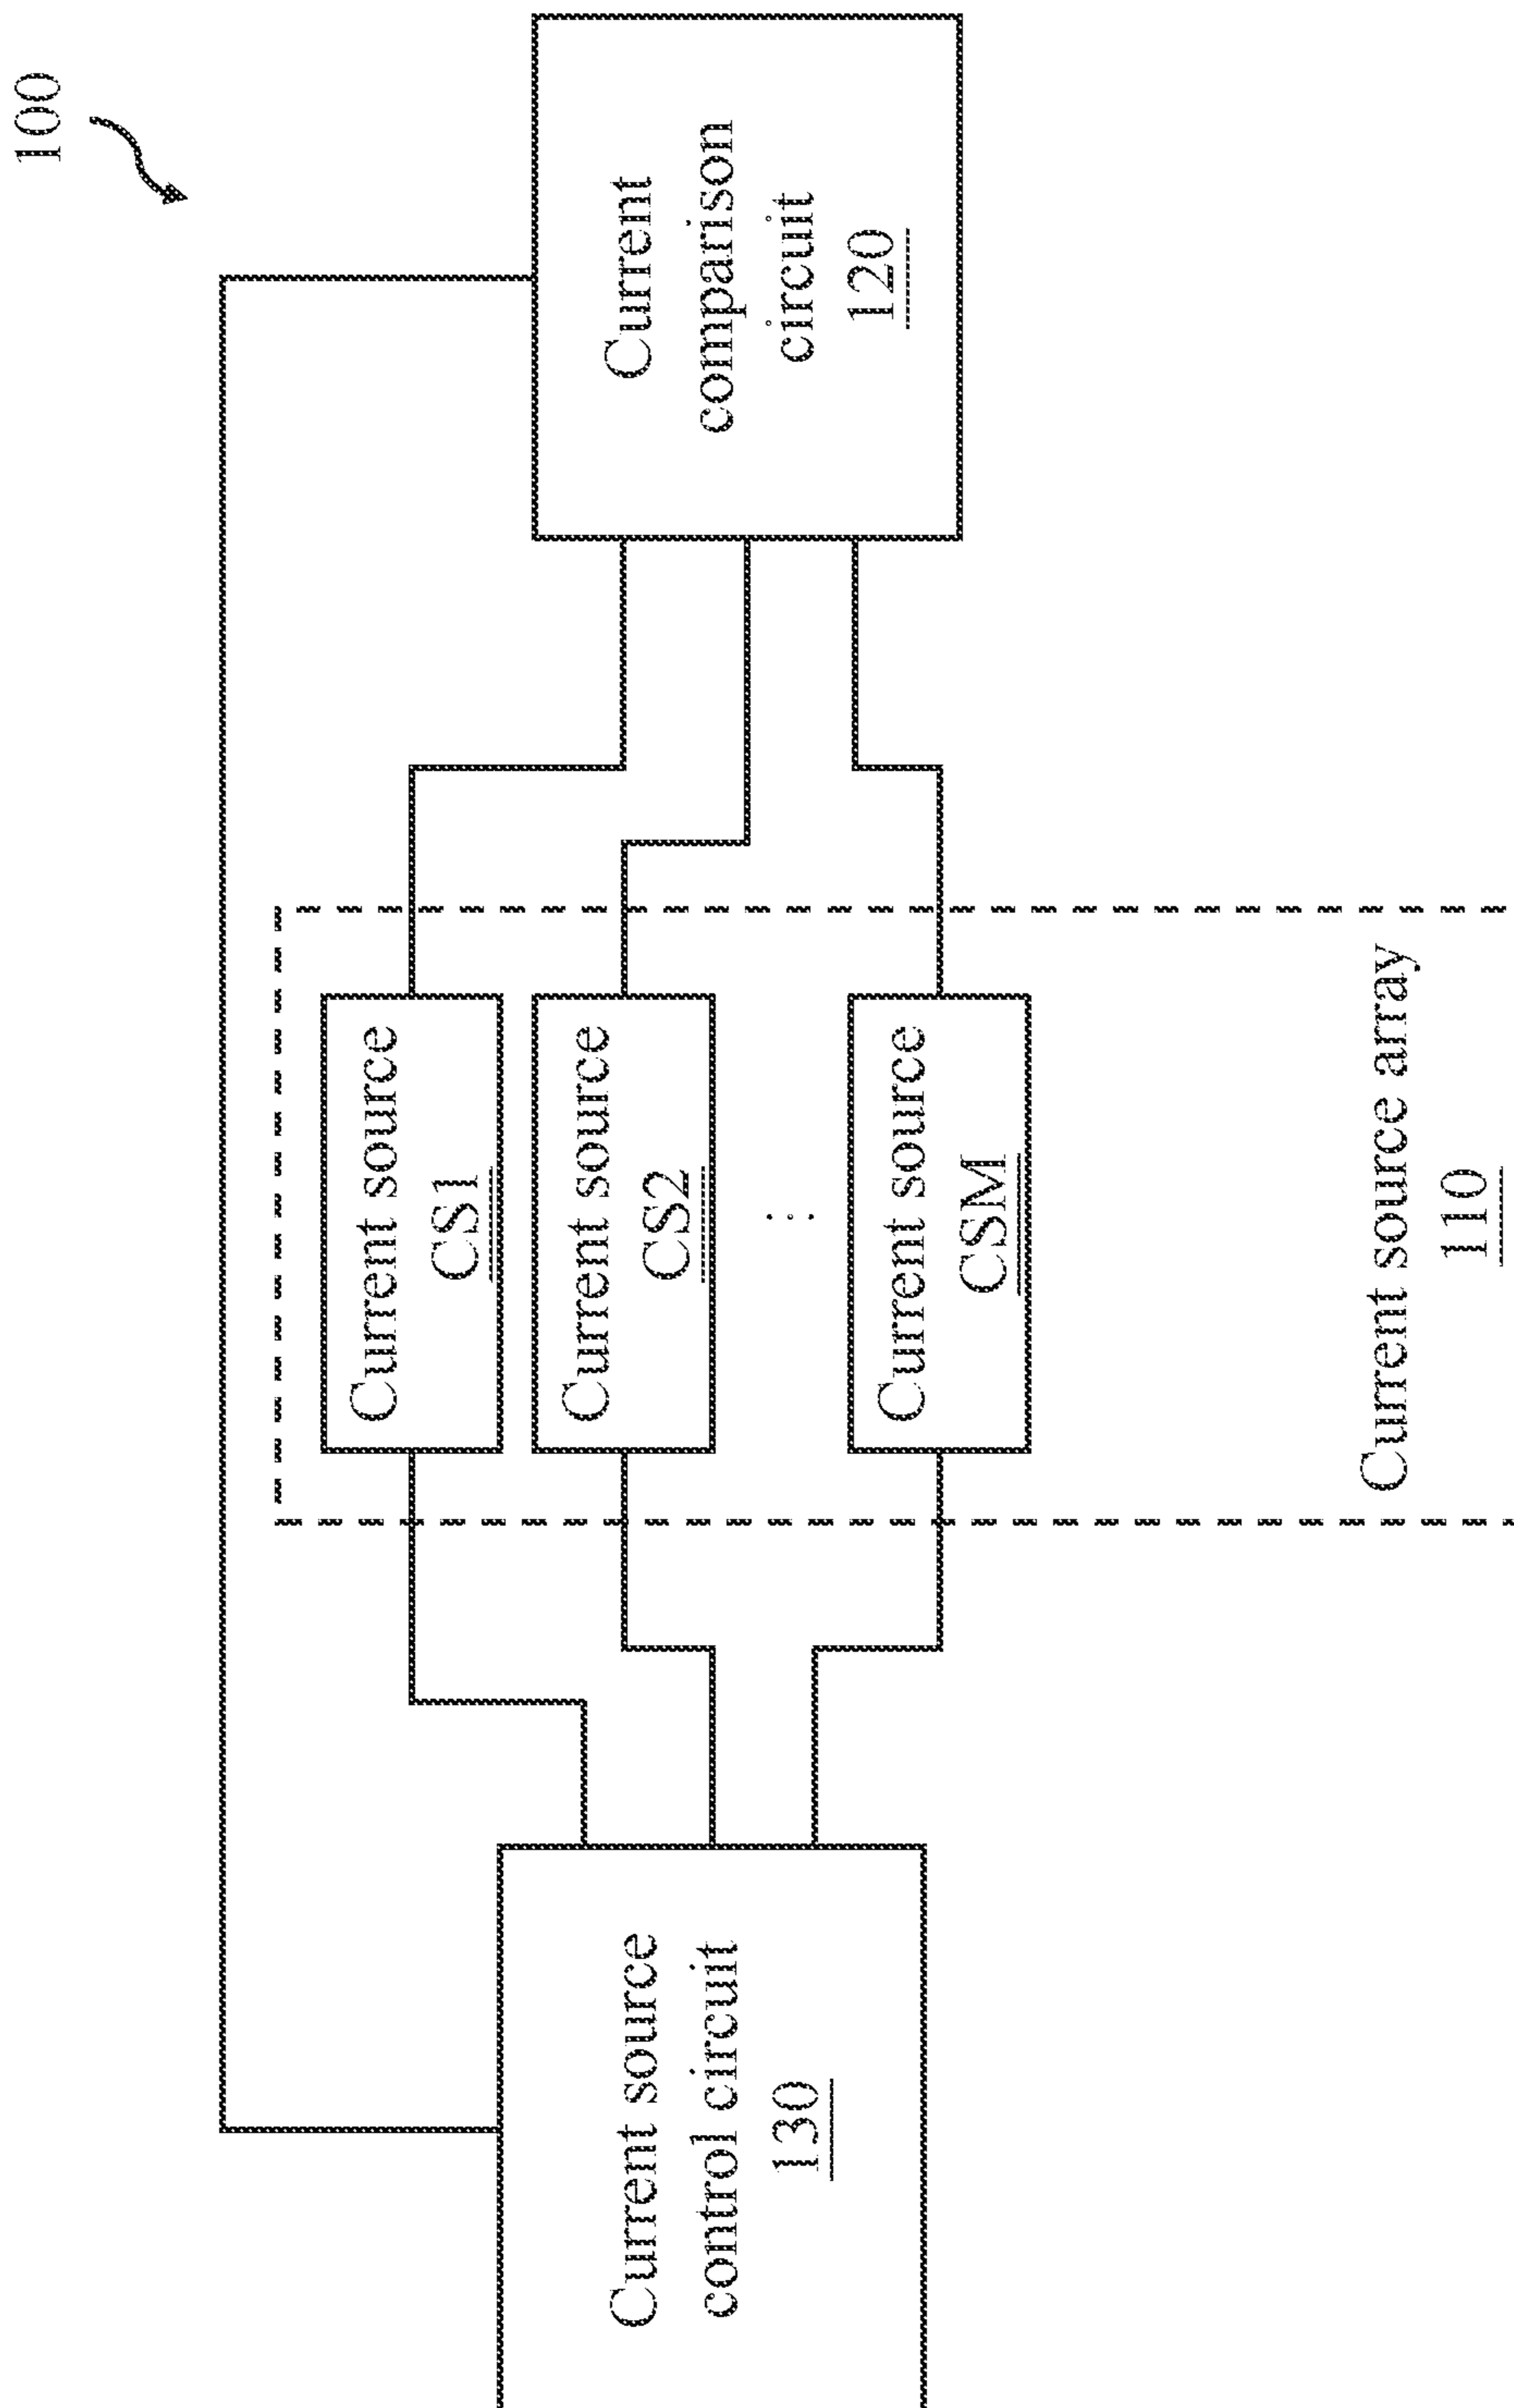 100
Current source
control circuit
130
Current source
CS1
Current source
CS2
⋮
Current source
CSM
Current source array
110
Current
comparison
circuit
120